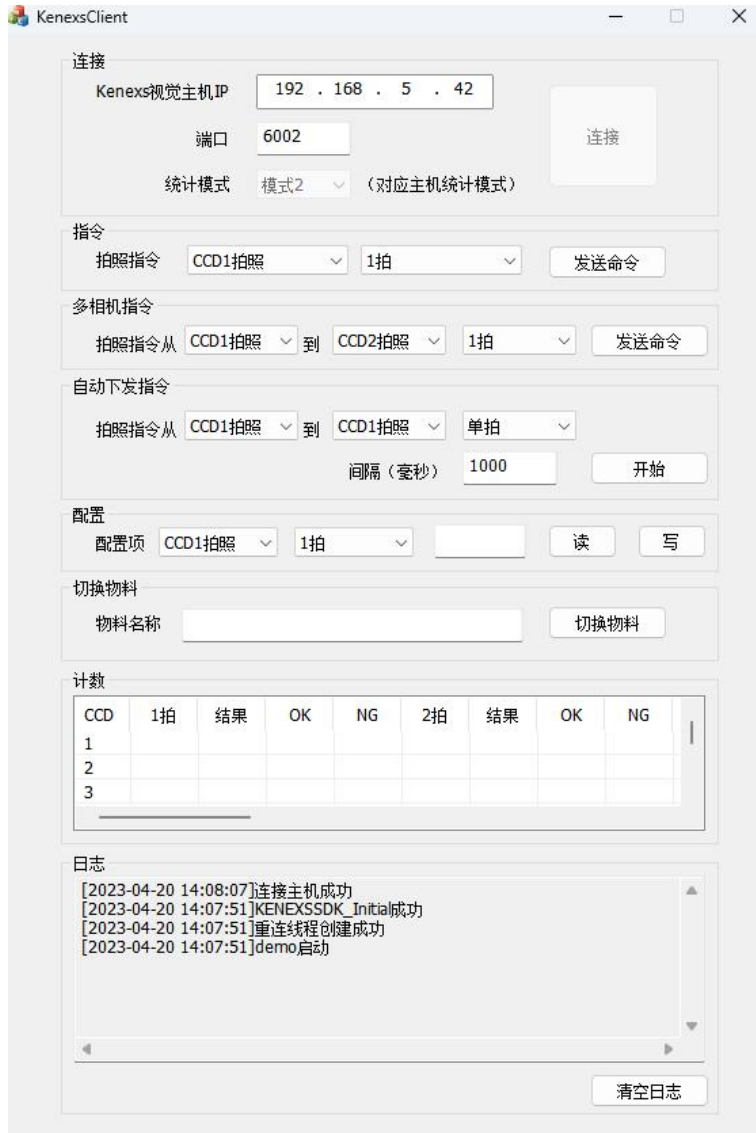 KenexsClient
连接
Kenexs视觉主机IP 192 . 168 . 5 . 42
端口 6002 连接
统计模式 模式2 （对应主机统计模式）
指令
拍照指令 CCD1拍照 1拍 发送命令
多相机指令
拍照指令从 CCD1拍照 到 CCD2拍照 1拍 发送命令
自动下发指令
拍照指令从 CCD1拍照 到 CCD1拍照 单拍
间隔（毫秒） 1000 开始
配置
配置项 CCD1拍照 1拍 读 写
切换物料
物料名称 切换物料
计数
CCD 1拍 结果 OK NG 2拍 结果 OK NG
1
2
3
日志
[2023-04-20 14:08:07]连接主机成功
[2023-04-20 14:07:51]KENEXSSDK_Initial成功
[2023-04-20 14:07:51]重连线程创建成功
[2023-04-20 14:07:51]demo启动
清空日志